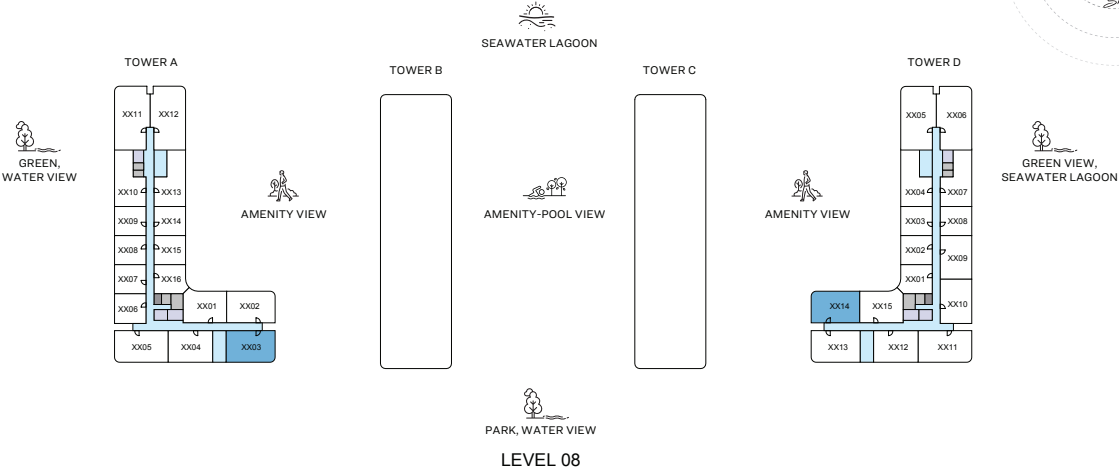 SEAWATER LAGOON
TOWER A
TOWER B
TOWER C
TOWER D
XX11
XX12
XX05
XX06
GREEN,
WATER VIEW
GREEN VIEW,
SEAWATER LAGOON
XX10
XX13
XX04
XX07
AMENITY VIEW
AMENITY-POOL VIEW
AMENITY VIEW
XX09
XX14
XX03
XX08
XX08
XX15
XX02
XX09
XX07
XX16
XX01
XX06
XX01
XX02
XX14
XX15
XX10
XX05
XX04
XX03
XX13
XX12
XX11
PARK, WATER VIEW
LEVEL 08